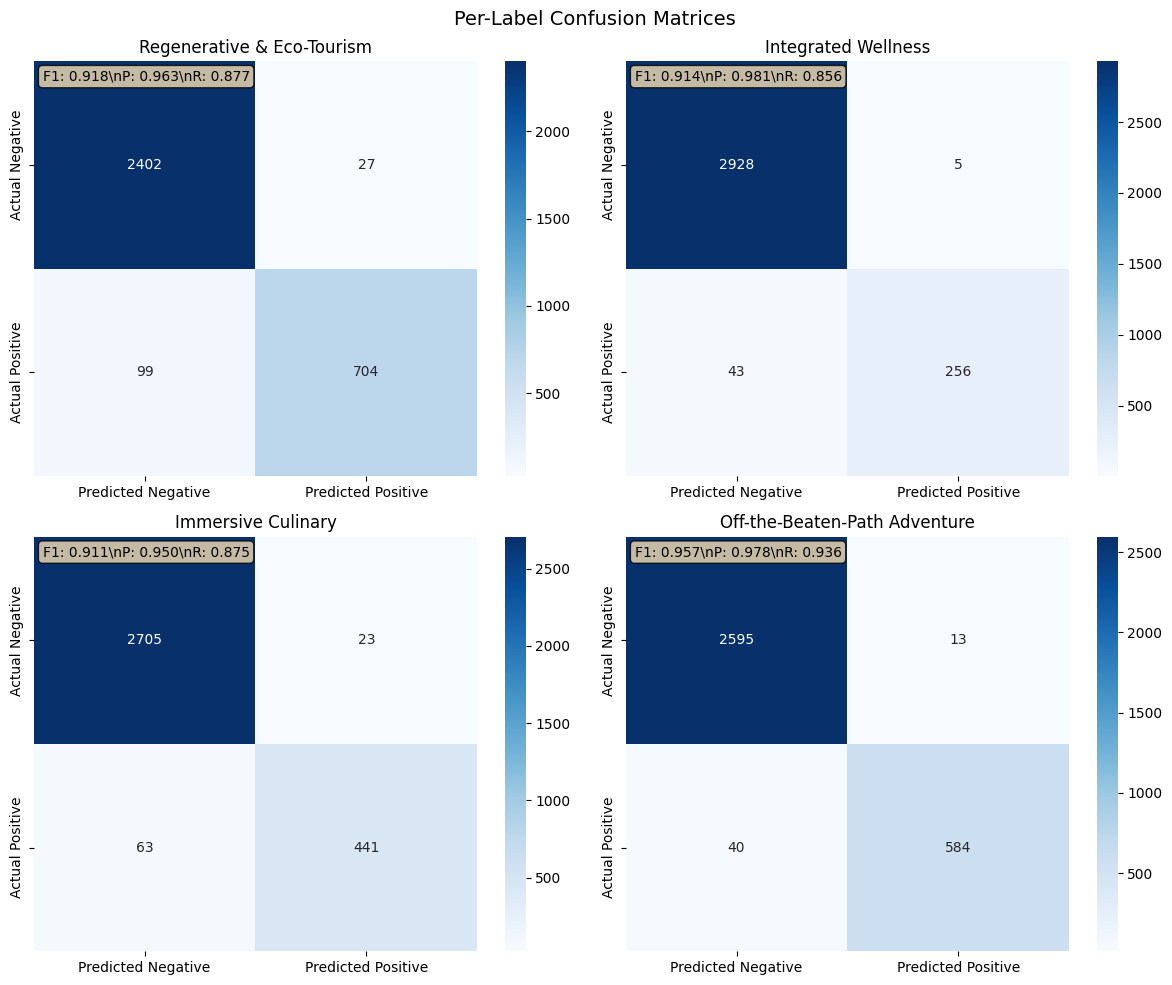 Per-Label Confusion Matrices
Regenerative & Eco-Tourism
F1: 0.918\nP: 0.963\nR: 0.877
Actual Negative
2402
27
Actual Positive
99
704
Predicted Negative
Predicted Positive
2000
1500
1000
500
Integrated Wellness
F1: 0.914\nP: 0.981\nR: 0.856
Actual Negative
2928
5
Actual Positive
43
256
Predicted Negative
Predicted Positive
2500
2000
1500
1000
500
Immersive Culinary
F1: 0.911\nP: 0.950\nR: 0.875
Actual Negative
2705
23
Actual Positive
63
441
Predicted Negative
Predicted Positive
2500
2000
1500
1000
500
Off-the-Beaten-Path Adventure
F1: 0.957\nP: 0.978\nR: 0.936
Actual Negative
2595
13
Actual Positive
40
584
Predicted Negative
Predicted Positive
2500
2000
1500
1000
500